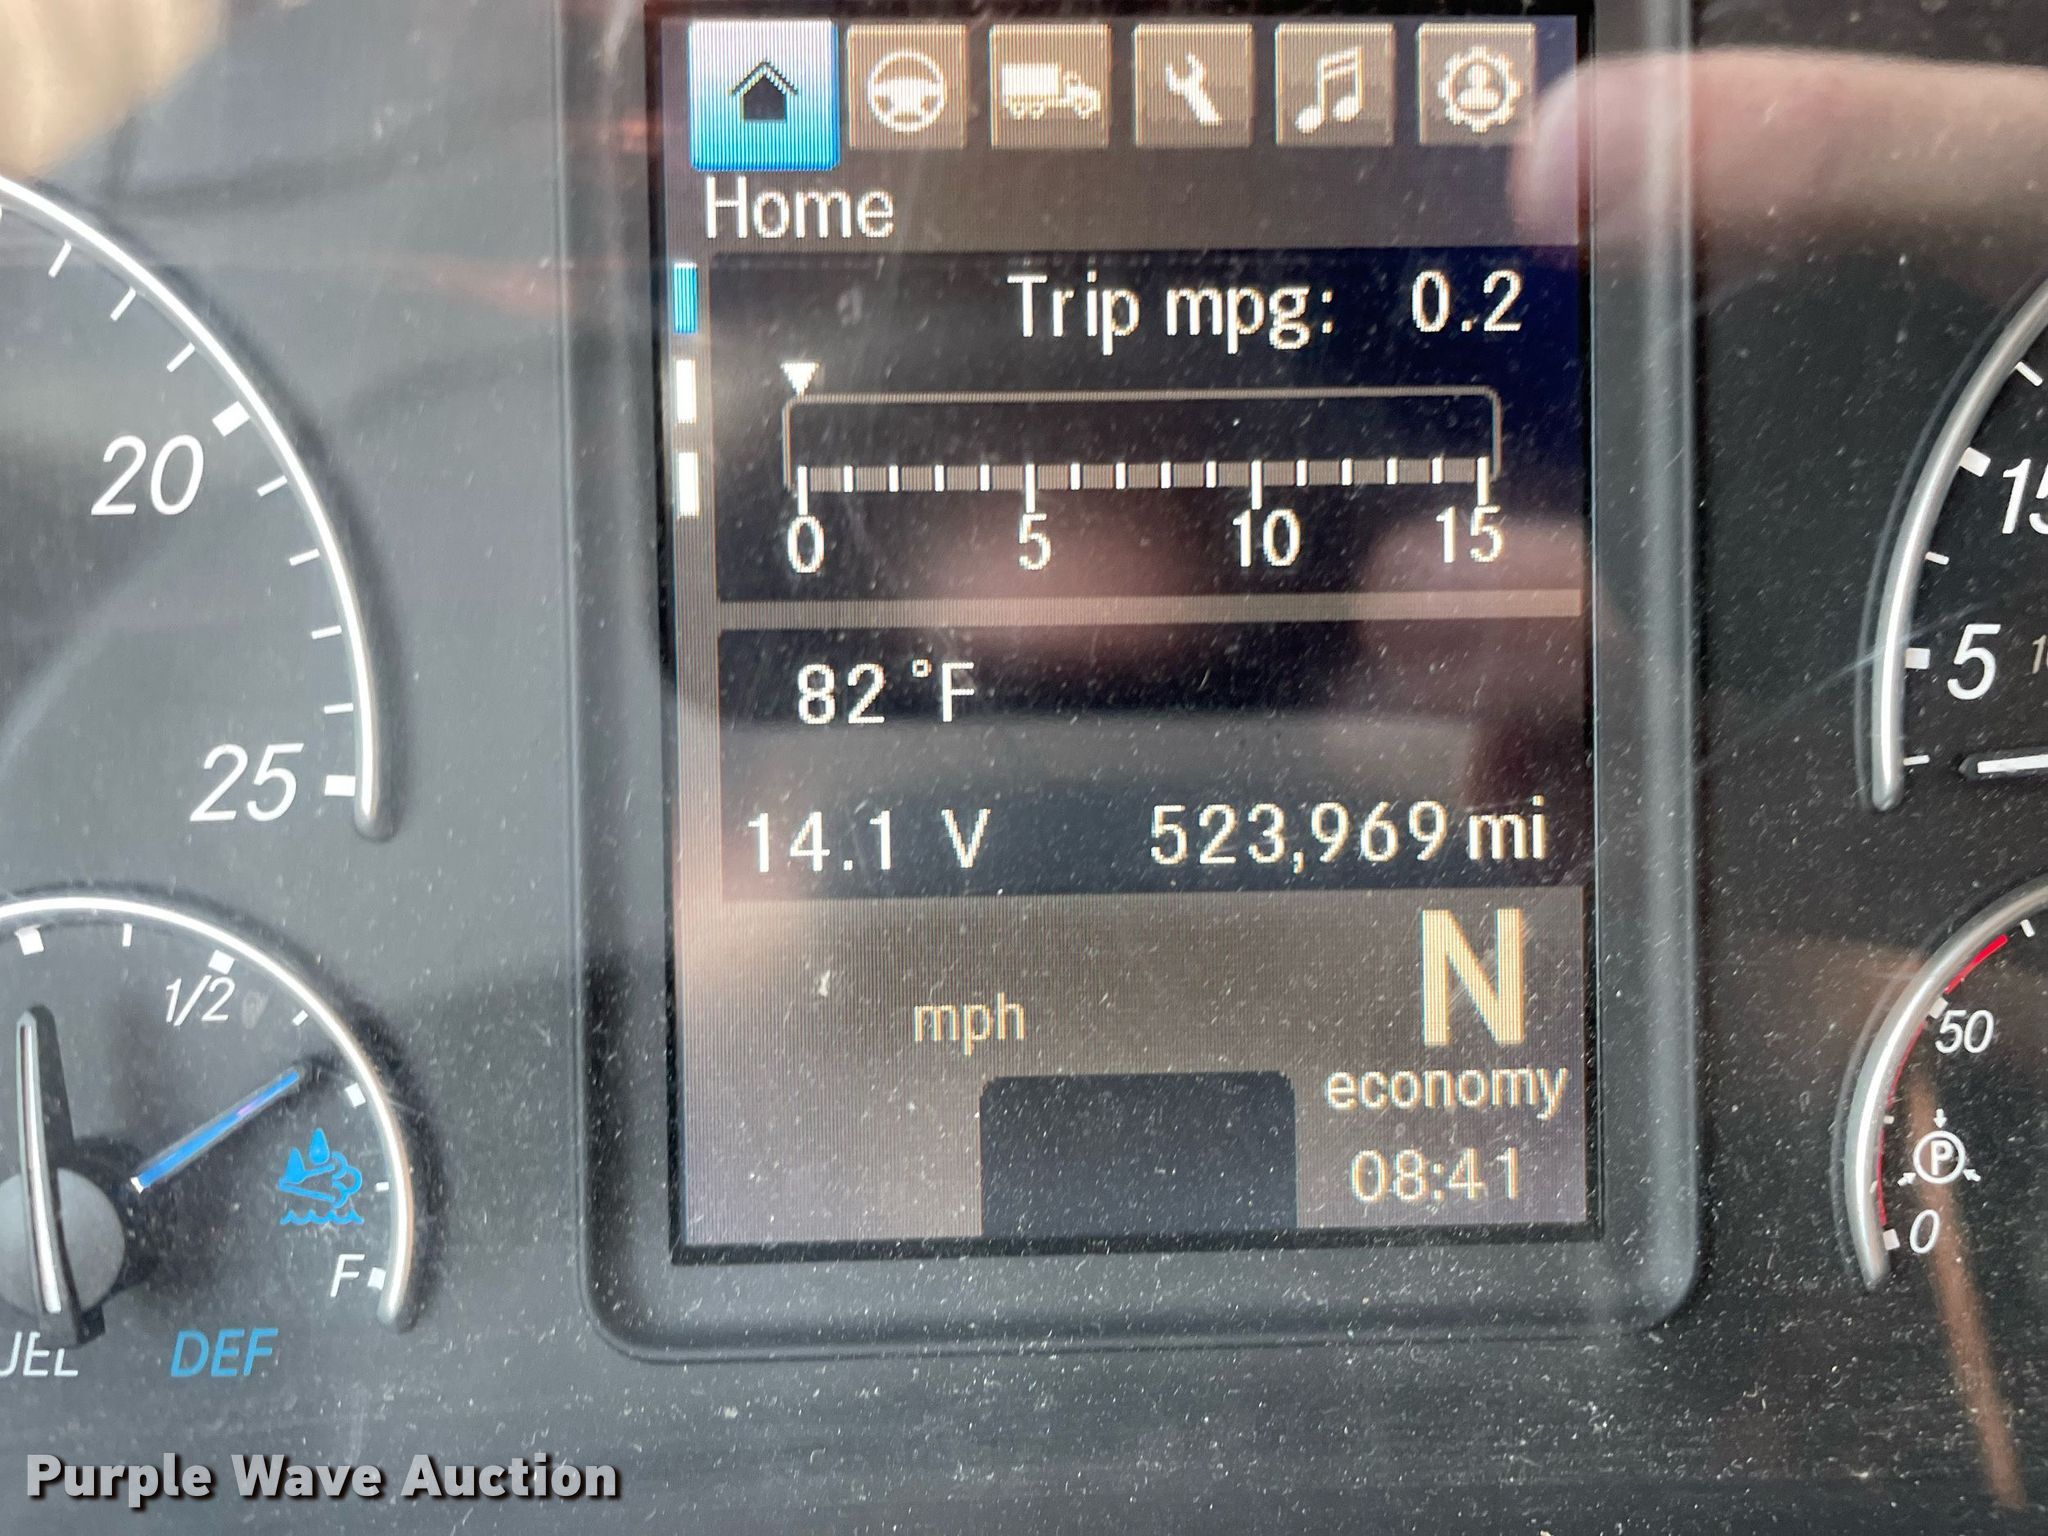 Home
Trip mpg: 0.2
0 5 10 15
82 °F
14.1 V 523,969 mi
N
mph
economy
08:41
20
25
1/2
F
DEF
15
5
50
P
0
Purple Wave Auction